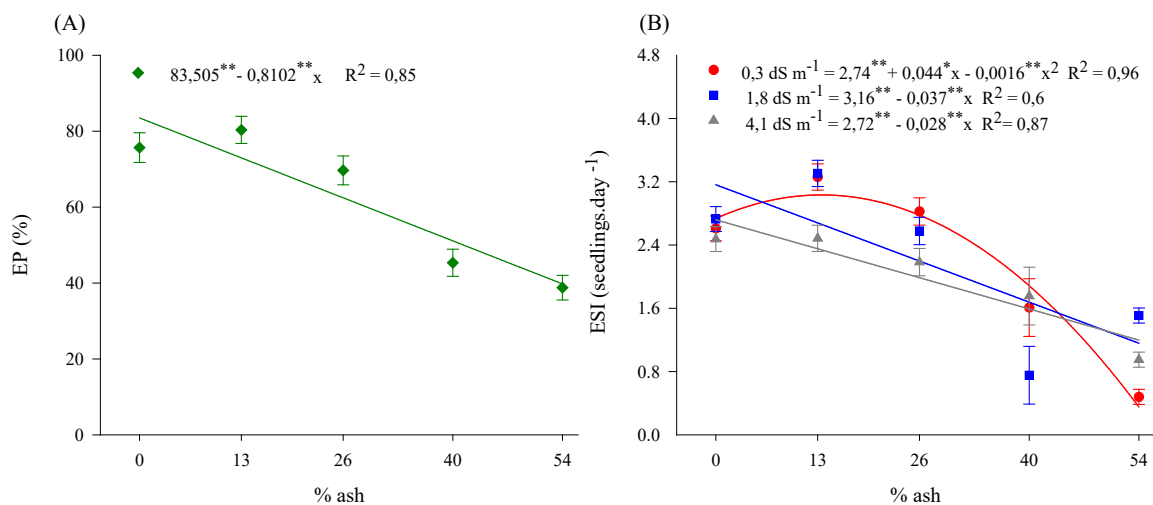 (A)
83,505**- 0,8102**x R2 = 0,85
100
80
60
40
20
0
EP (%)
0 13 26 40 54
% ash
(B)
0,3 dS m-1 = 2,74**+ 0,044*x - 0,0016**x2 R2 = 0,96
1,8 dS m-1 = 3,16** - 0,037**x R2 = 0,6
4,1 dS m-1 = 2,72** - 0,028**x R2= 0,87
4.8
4.0
3.2
2.4
1.6
0.8
0.0
ESI (seedlings.day -1)
0 13 26 40 54
% ash